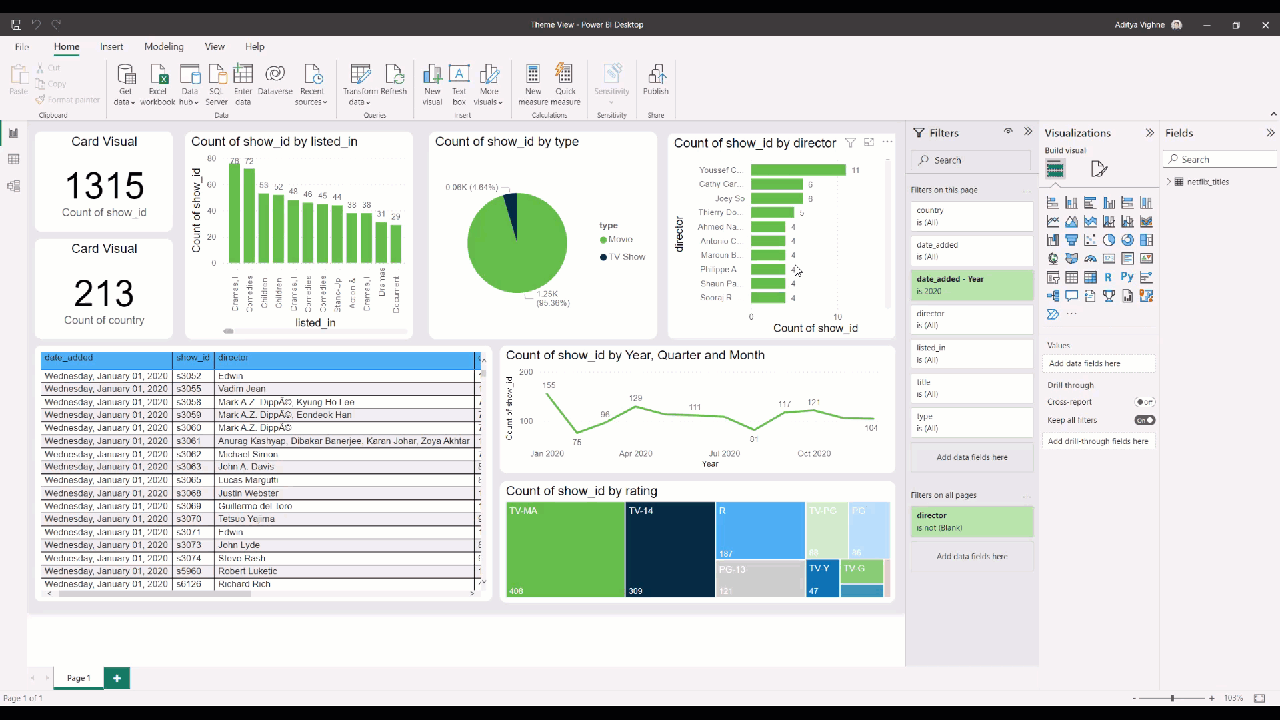 Theme View - Power BI Desktop
Aditya Vighne
File Home Insert Modeling View Help
Paste
Cut
Copy
Format painter
Clipboard
Get data
Excel workbook
Data hub
SQL Server
Enter data
Dataverse
Recent sources
Data
Transform data
Refresh
Queries
New visual
Text box
More visuals
Insert
New measure
Quick measure
Calculations
Sensitivity
Sensitivity
Publish
Share
Card Visual
1315
Count of show_id
Card Visual
213
Count of country
Count of show_id by listed_in
Count of show_id
80
60
40
20
0
78 72 53 52 48 46 45 44 38 38 31 29
Dramas, I...
Comedies
Children ...
Children ...
Dramas, I...
Comedies...
Comedies...
Stand-Up...
Action & ...
Dramas, I...
Document...
listed_in
Count of show_id by type
0.06K (4.64%)
1.25K
(95.36%)
type
Movie
TV Show
Count of show_id by director
director
Youssef C... 11
Cathy Gar... 6
Joey So 6
Thierry Do... 5
Ahmed Na... 4
Antonio C... 4
Maroun B... 4
Philippe A... 4
Shaun Pa... 4
Sooraj R... 4
0 10
Count of show_id
date_added show_id director
Wednesday, January 01, 2020 s3052 Edwin
Wednesday, January 01, 2020 s3055 Vadim Jean
Wednesday, January 01, 2020 s3058 Mark A.Z. DippÃ©, Kyung Ho Lee
Wednesday, January 01, 2020 s3059 Mark A.Z. DippÃ©, Eondeok Han
Wednesday, January 01, 2020 s3060 Mark A.Z. DippÃ©
Wednesday, January 01, 2020 s3061 Anurag Kashyap, Dibakar Banerjee, Karan Johar, Zoya Akhtar
Wednesday, January 01, 2020 s3062 Michael Simon
Wednesday, January 01, 2020 s3063 John A. Davis
Wednesday, January 01, 2020 s3065 Lucas Margutti
Wednesday, January 01, 2020 s3068 Justin Webster
Wednesday, January 01, 2020 s3069 Guillermo del Toro
Wednesday, January 01, 2020 s3070 Tetsuo Yajima
Wednesday, January 01, 2020 s3071 Edwin
Wednesday, January 01, 2020 s3073 John Lyde
Wednesday, January 01, 2020 s3074 Steve Rash
Wednesday, January 01, 2020 s5960 Robert Luketic
Wednesday, January 01, 2020 s6126 Richard Rich
Count of show_id by Year, Quarter and Month
Count of show_id
200
100
155 75 96 129 111 81 117 121 104
Jan 2020 Apr 2020 Jul 2020 Oct 2020
Year
Count of show_id by rating
TV-MA
408
TV-14
309
R
187
PG-13
121
TV-PG
PG
TV-Y
47
TV-G
Filters
Search
Filters on this page
country
is (All)
date_added
is (All)
date_added - Year
is 2020
director
is (All)
listed_in
is (All)
title
is (All)
type
is (All)
Add data fields here
Filters on all pages
director
is not (Blank)
Add data fields here
Visualizations
Build visual
R Py
Values
Add data fields here
Drill through
Cross-report Off
Keep all filters On
Add drill-through fields here
Fields
Search
netflix_titles
Page 1
Page 1 of 1
103%